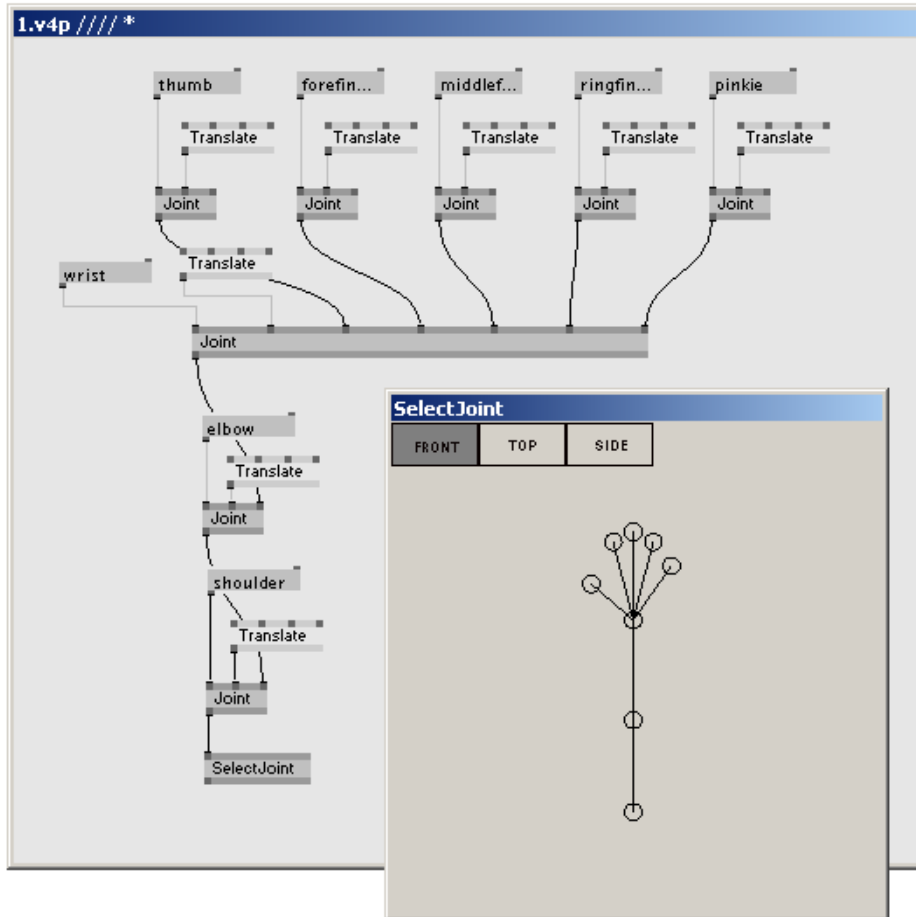 1.v4p //// *
thumb
forefin...
middlef...
ringfin...
pinkie
Translate
Translate
Translate
Translate
Translate
Joint
Joint
Joint
Joint
Joint
wrist
Translate
Joint
elbow
Translate
Joint
shoulder
Translate
Joint
SelectJoint
SelectJoint
FRONT
TOP
SIDE